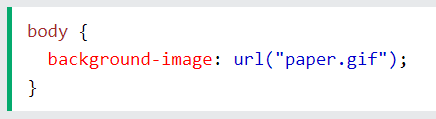 body {
  background-image: url("paper.gif");
}